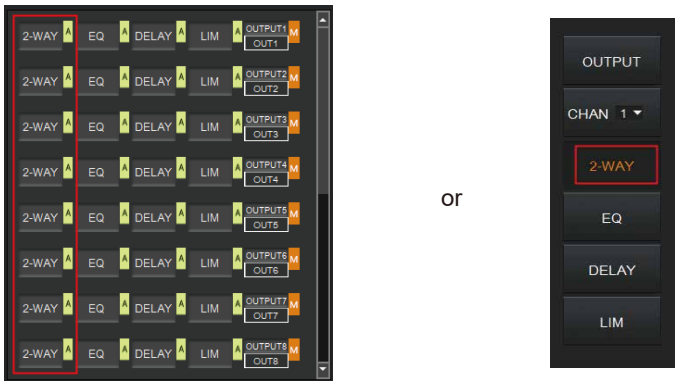 2-WAY A EQ A DELAY A LIM A OUTPUT1 M
OUT1
2-WAY A EQ A DELAY A LIM A OUTPUT2 M
OUT2
2-WAY A EQ A DELAY A LIM A OUTPUT3 M
OUT3
2-WAY A EQ A DELAY A LIM A OUTPUT4 M
OUT4
2-WAY A EQ A DELAY A LIM A OUTPUT5 M
OUT5
2-WAY A EQ A DELAY A LIM A OUTPUT6 M
OUT6
2-WAY A EQ A DELAY A LIM A OUTPUT7 M
OUT7
2-WAY A EQ A DELAY A LIM A OUTPUT8 M
OUT8
or
OUTPUT
CHAN 1
2-WAY
EQ
DELAY
LIM